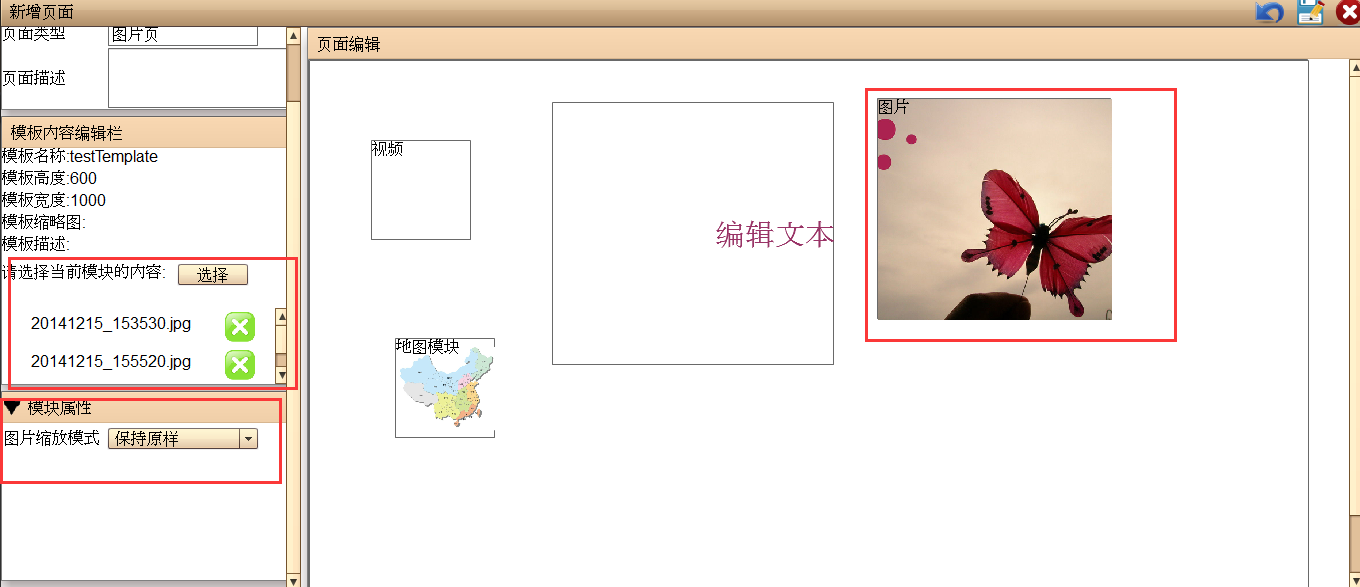 新增页面
页面类型 图片页
页面描述
模板内容编辑栏
模板名称:testTemplate
模板高度:600
模板宽度:1000
模板缩略图:
模板描述:
请选择当前模块的内容: 选择
20141215_153530.jpg
20141215_155520.jpg
模块属性
图片缩放模式 保持原样
页面编辑
视频
编辑文本
图片
地图模块